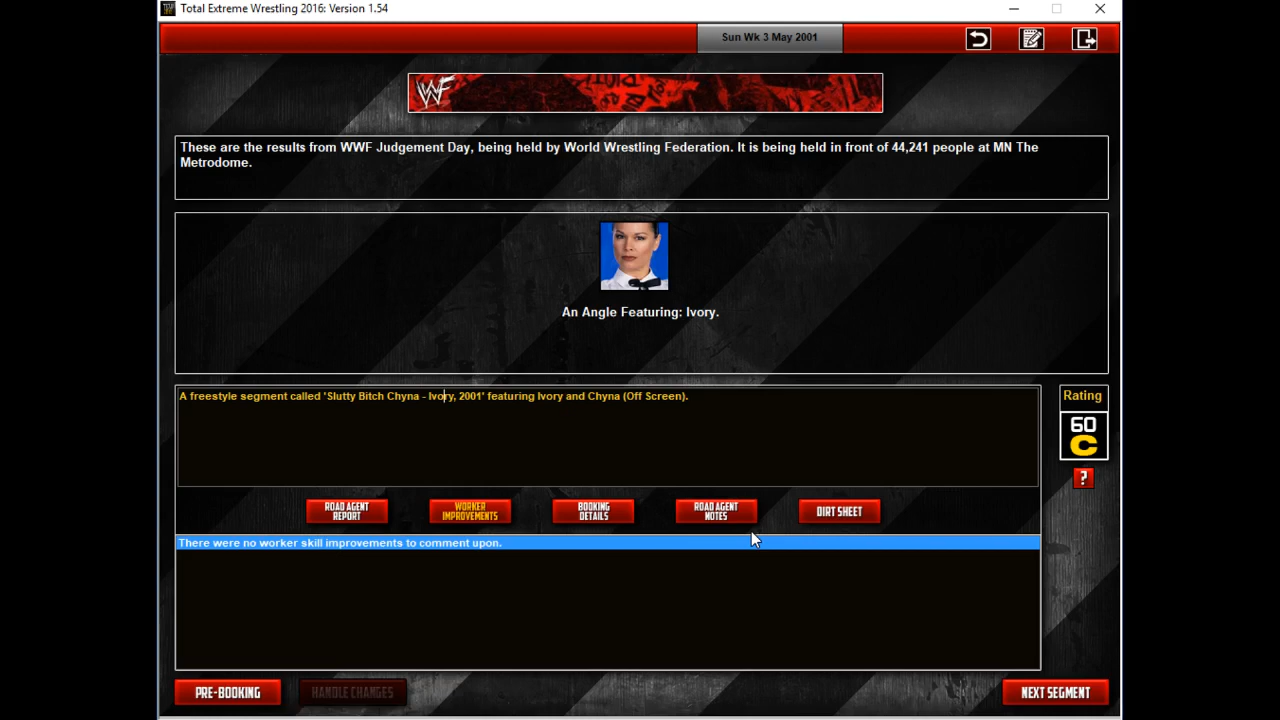 Total Extreme Wrestling 2016: Version 1.54
Sun Wk 3 May 2001
These are the results from WWF Judgement Day, being held by World Wrestling Federation. It is being held in front of 44,241 people at MN The
Metrodome.
An Angle Featuring: Ivory.
A freestyle segment called 'Slutty Bitch Chyna - Ivory, 2001' featuring Ivory and Chyna (Off Screen).
Rating
60
C
?
ROAD AGENT
REPORT
WORKER
IMPROVEMENTS
BOOKING
DETAILS
ROAD AGENT
NOTES
DIRT SHEET
There were no worker skill improvements to comment upon.
PRE-BOOKING
HANDLE CHANGES
NEXT SEGMENT